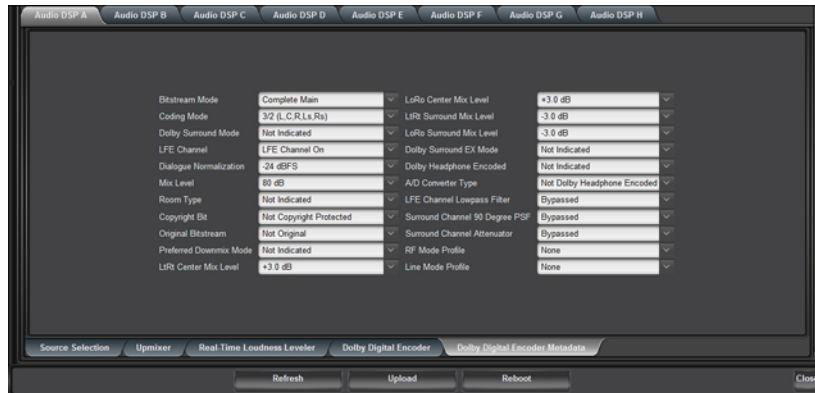 Audio DSP A Audio DSP B Audio DSP C Audio DSP D Audio DSP E Audio DSP F Audio DSP G Audio DSP H
Bitstream Mode Complete Main LoRo Center Mix Level +3.0 dB
Coding Mode 3/2 (L,C,R,Ls,Rs) LtRt Surround Mix Level -3.0 dB
Dolby Surround Mode Not Indicated LoRo Surround Mix Level -3.0 dB
LFE Channel LFE Channel On Dolby Surround EX Mode Not Indicated
Dialogue Normalization -24 dBFS Dolby Headphone Encoded Not Indicated
Mix Level 80 dB A/D Converter Type Not Dolby Headphone Encoded
Room Type Not Indicated LFE Channel Lowpass Filter Bypassed
Copyright Bit Not Copyright Protected Surround Channel 90 Degree PSF Bypassed
Original Bitstream Not Original Surround Channel Attenuator Bypassed
Preferred Downmix Mode Not Indicated RF Mode Profile None
LtRt Center Mix Level +3.0 dB Line Mode Profile None
Source Selection Upmixer Real-Time Loudness Leveler Dolby Digital Encoder Dolby Digital Encoder Metadata
Refresh Upload Reboot Close